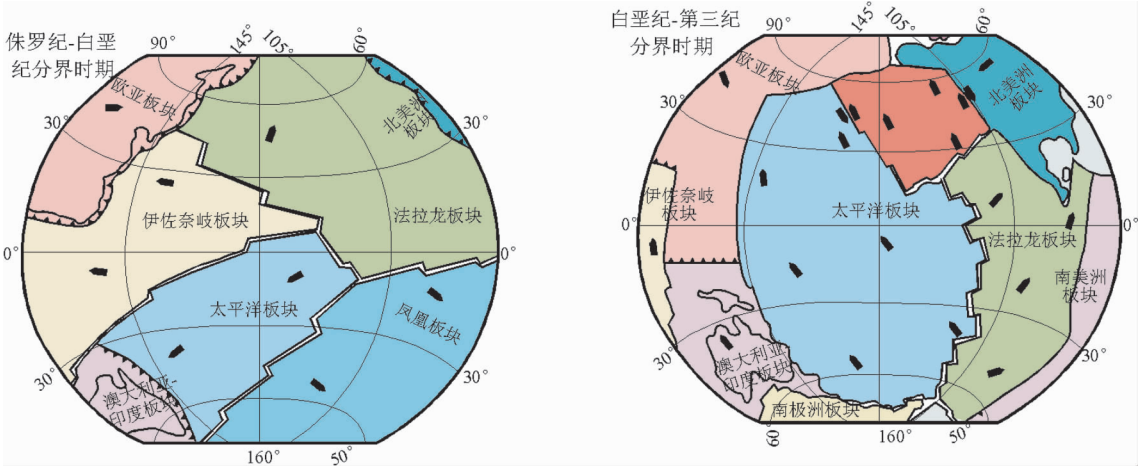 侏罗纪-白垩
纪分界时期
90°
145°
105°
60°
欧亚板块
北美洲
板块
30°
30°
伊佐奈岐板块
法拉龙板块
0°
0°
太平洋板块
凤凰板块
30°
30°
澳大利亚-
印度板块
160°
50°
白垩纪-第三纪
分界时期
90°
145°
105°
60°
欧亚板块
北美洲
板块
30°
30°
伊佐奈岐
板块
太平洋板块
法拉龙板块
0°
0°
南美洲
板块
澳大利亚
印度板块
30°
30°
南极洲板块
60°
160°
50°